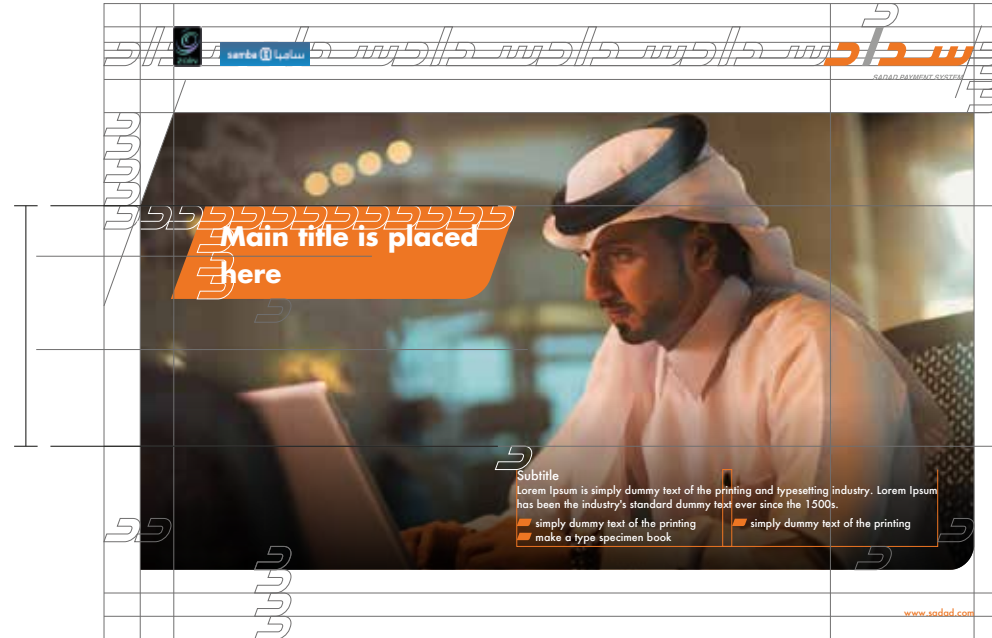 samba سامبا
سداد
SADAD PAYMENT SYSTEM
Main title is placed
here
Subtitle
Lorem Ipsum is simply dummy text of the printing and typesetting industry. Lorem Ipsum
has been the industry's standard dummy text ever since the 1500s.
simply dummy text of the printing
make a type specimen book
simply dummy text of the printing
www.sadad.com